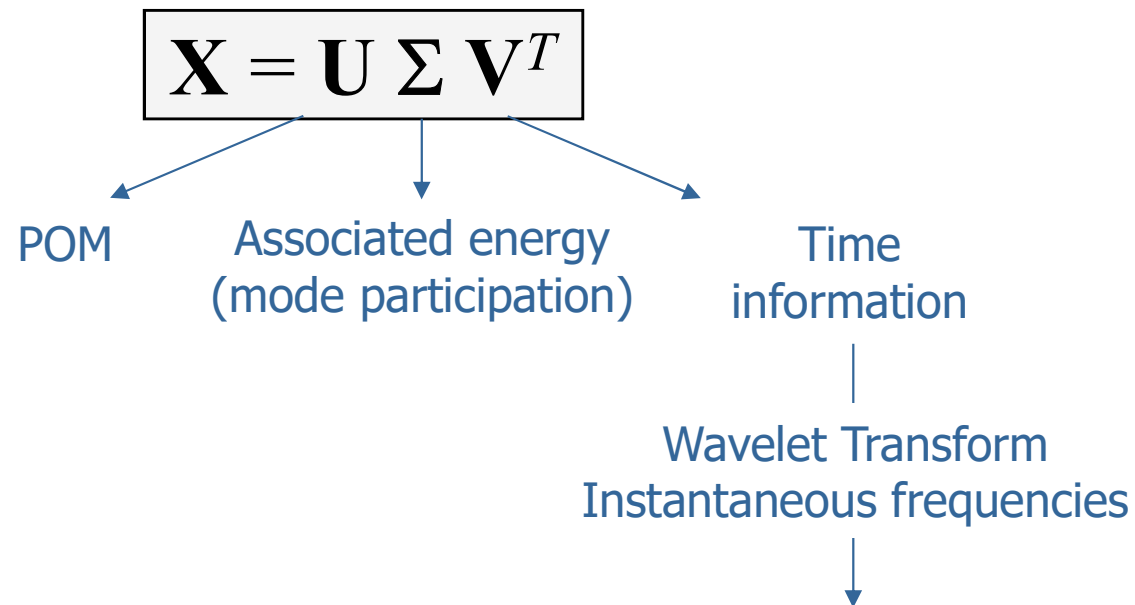 X = U Σ V^T
POM
Associated energy
(mode participation)
Time
information
Wavelet Transform
Instantaneous frequencies